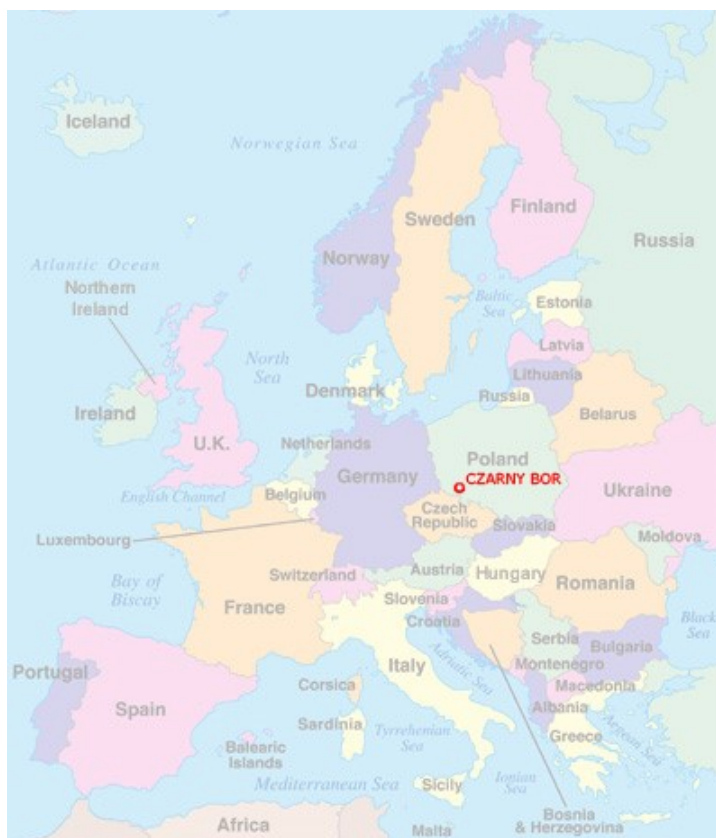 Iceland
Norwegian Sea
Sweden
Finland
Russia
Norway
Atlantic Ocean
Northern
Ireland
Baltic
Sea
Estonia
North
Sea
Latvia
Lithuania
Denmark
Russia
Belarus
Ireland
U.K.
Netherlands
Poland
Germany
CZARNY BOR
English Channel
Belgium
Ukraine
Czech
Republic
Slovakia
Luxembourg
Moldova
Bay of
Biscay
Switzerland
Austria
Hungary
Romania
France
Slovenia
Croatia
Black
Sea
Serbia
Bulgaria
Adriatic Sea
Montenegro
Portugal
Italy
Corsica
Macedonia
Spain
Albania
Sardinia
Tyrrehenian
Sea
Greece
Aegean Sea
Balearic
Islands
Mediterranean Sea
Sicily
Ionian
Sea
Africa
Malta
Bosnia
& Herzegovina